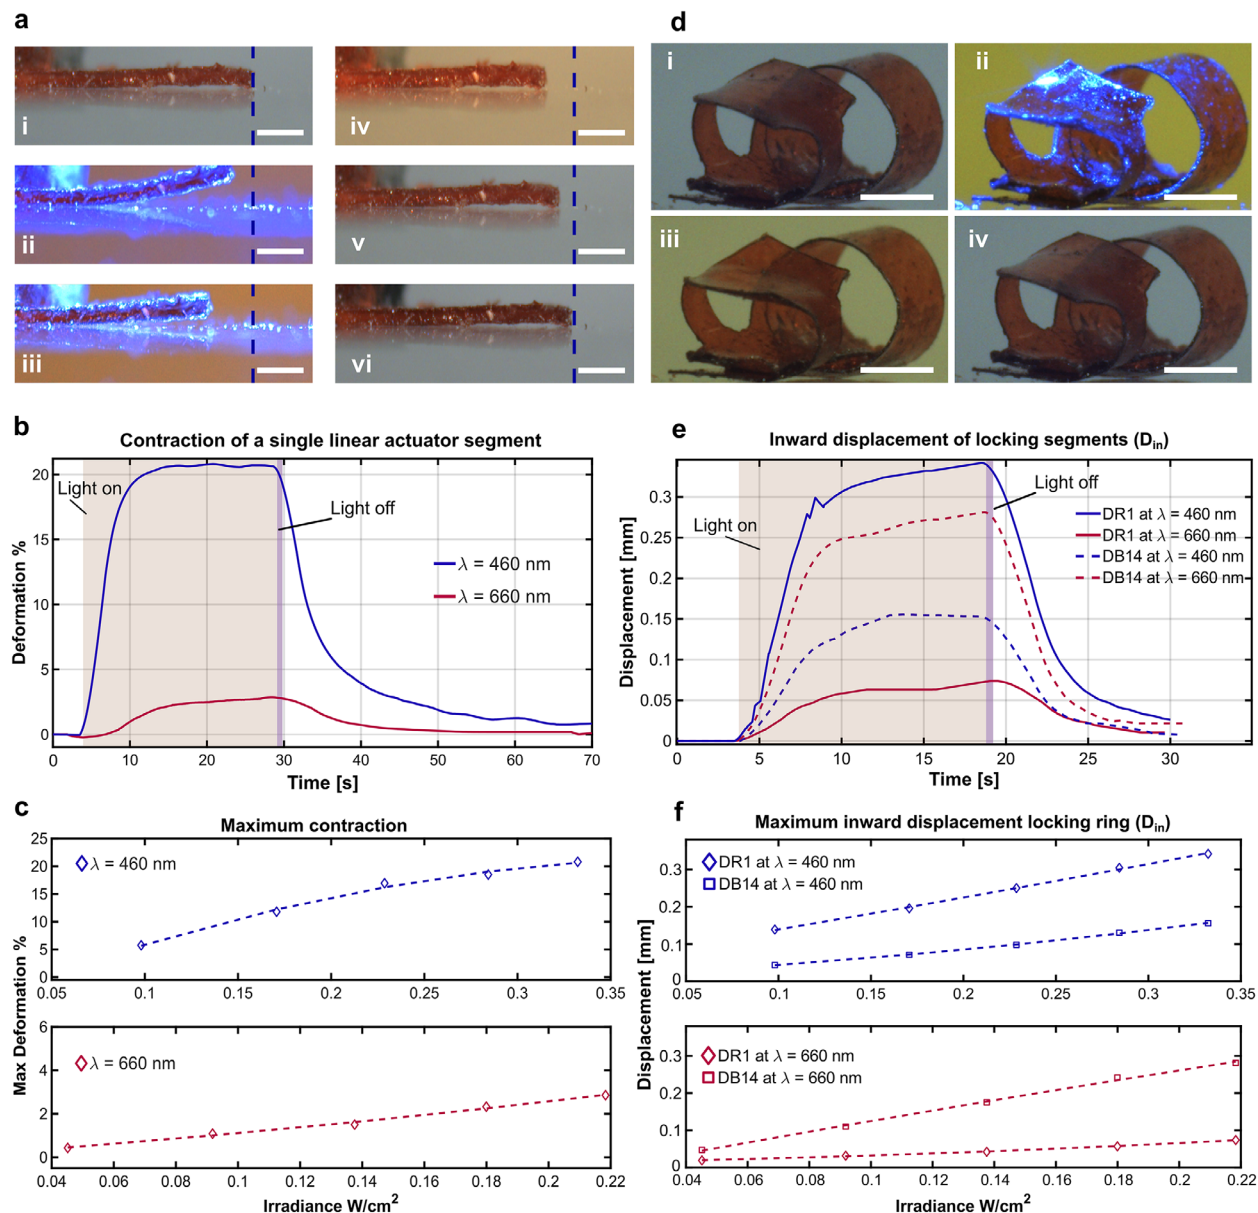 a
i
ii
iii
iv
v
vi
b
Contraction of a single linear actuator segment
Deformation %
20
15
10
5
0
Light on
Light off
λ = 460 nm
λ = 660 nm
0 10 20 30 40 50 60 70
Time [s]
c
Maximum contraction
Max Deformation %
25
20
15
10
5
0
λ = 460 nm
0.05 0.1 0.15 0.2 0.25 0.3 0.35
6
4
2
0
λ = 660 nm
0.04 0.06 0.08 0.1 0.12 0.14 0.16 0.18 0.20 0.22
Irradiance W/cm²
d
i
ii
iii
iv
e
Inward displacement of locking segments (Dᵢₙ)
Displacement [mm]
0.3
0.25
0.2
0.15
0.1
0.05
0
Light on
Light off
DR1 at λ = 460 nm
DR1 at λ = 660 nm
DB14 at λ = 460 nm
DB14 at λ = 660 nm
0 5 10 15 20 25 30
Time [s]
f
Maximum inward displacement locking ring (Dᵢₙ)
Displacement [mm]
0.3
0.2
0.1
0
DR1 at λ = 460 nm
DB14 at λ = 460 nm
0.05 0.1 0.15 0.2 0.25 0.3 0.35
0.3
0.2
0.1
0
DR1 at λ = 660 nm
DB14 at λ = 660 nm
0.04 0.06 0.08 0.1 0.12 0.14 0.16 0.18 0.2 0.22
Irradiance W/cm²